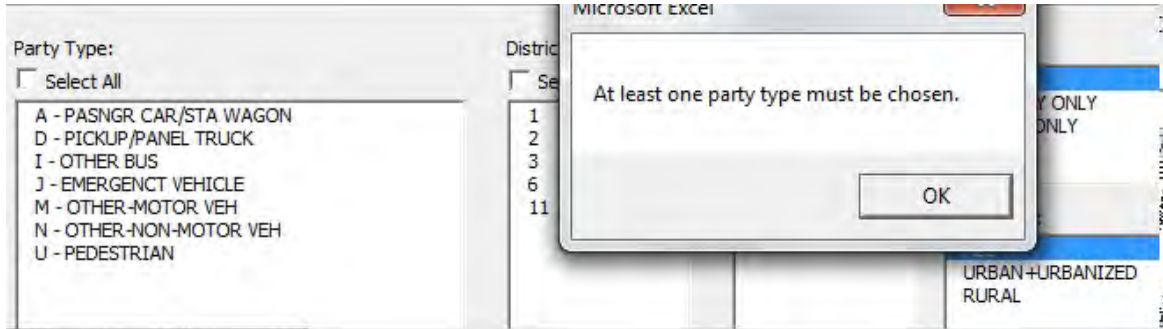 Microsoft Excel
Party Type:
Select All
A - PASNGR CAR/STA WAGON
D - PICKUP/PANEL TRUCK
I - OTHER BUS
J - EMERGENCT VEHICLE
M - OTHER-MOTOR VEH
N - OTHER-NON-MOTOR VEH
U - PEDESTRIAN
Distric
Se
1
2
3
6
11
At least one party type must be chosen.
OK
Y ONLY
ONLY
URBAN+URBANIZED
RURAL